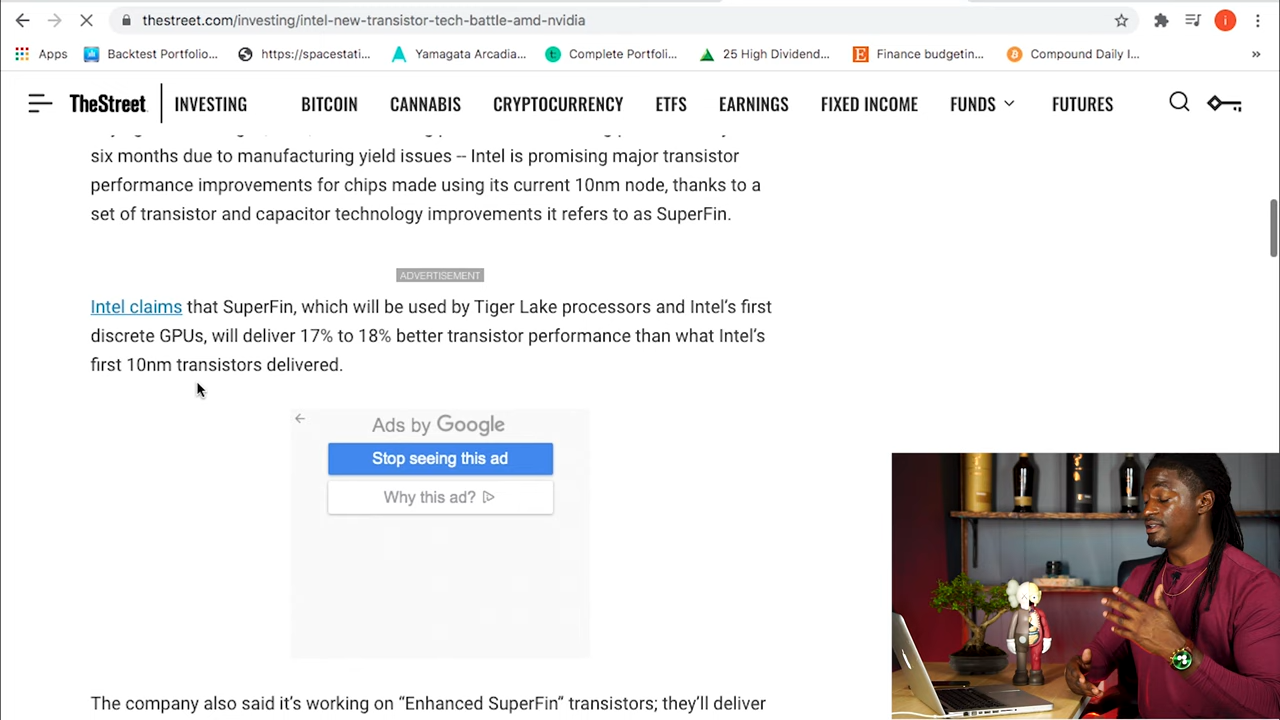 thestreet.com/investing/intel-new-transistor-tech-battle-amd-nvidia
i
Apps
Backtest Portfolio...
https://spacestati...
Yamagata Arcadia...
Complete Portfoli...
25 High Dividend...
Finance budgetin...
Compound Daily I...
»
TheStreet
INVESTING
BITCOIN
CANNABIS
CRYPTOCURRENCY
ETFS
EARNINGS
FIXED INCOME
FUNDS
FUTURES
six months due to manufacturing yield issues -- Intel is promising major transistor
performance improvements for chips made using its current 10nm node, thanks to a
set of transistor and capacitor technology improvements it refers to as SuperFin.
ADVERTISEMENT
Intel claims that SuperFin, which will be used by Tiger Lake processors and Intel's first
discrete GPUs, will deliver 17% to 18% better transistor performance than what Intel's
first 10nm transistors delivered.
Ads by Google
Stop seeing this ad
Why this ad?
The company also said it's working on “Enhanced SuperFin” transistors; they'll deliver